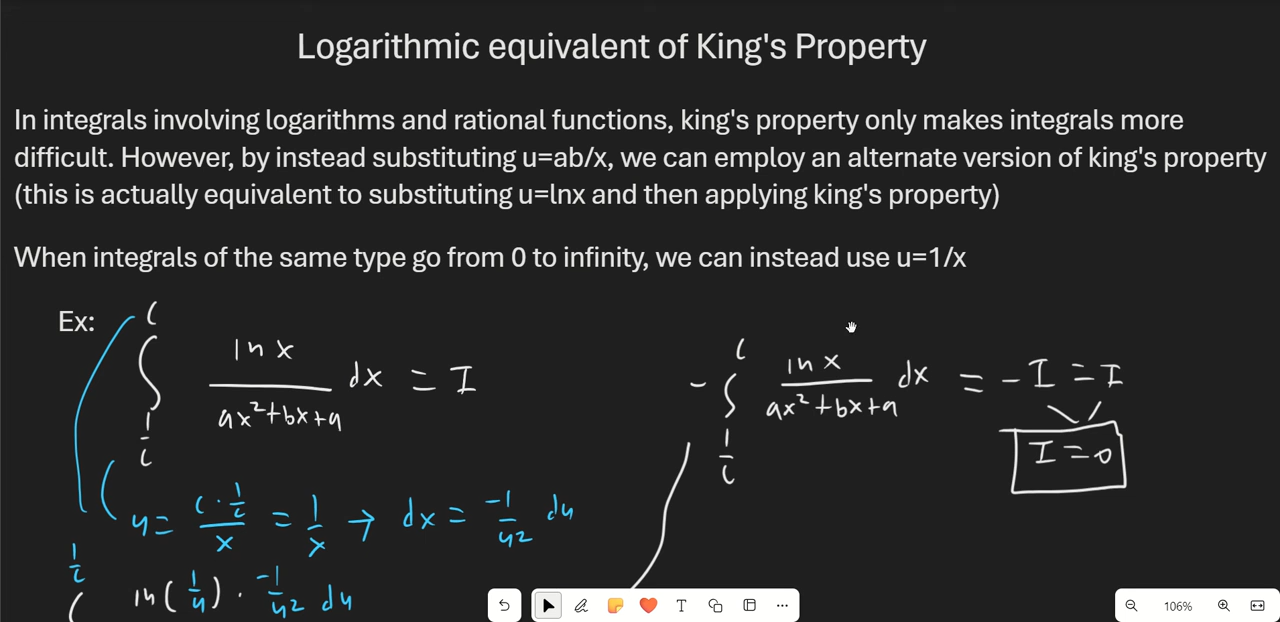 Logarithmic equivalent of King's Property
In integrals involving logarithms and rational functions, king's property only makes integrals more
difficult. However, by instead substituting u=ab/x, we can employ an alternate version of king's property
(this is actually equivalent to substituting u=lnx and then applying king's property)
When integrals of the same type go from 0 to infinity, we can instead use u=1/x
Ex:
∫_{1/c}^{c} ln x / (ax²+bx+a) dx = I
- ∫_{1/c}^{c} ln x / (ax²+bx+a) dx = -I = I
I = 0
u = (c · 1/c) / x = 1/x → dx = -1/u² du
1/c
ln(1/u) · -1/u² du
106%